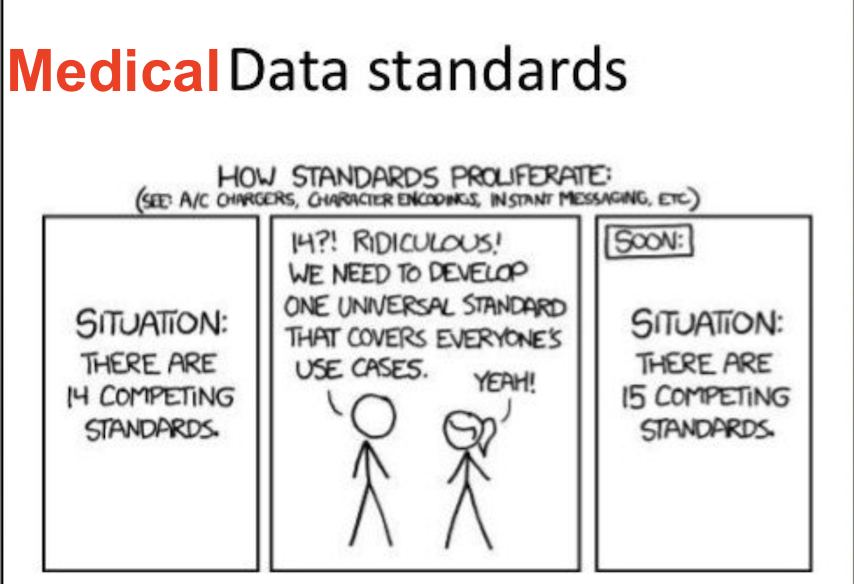 Medical Data standards
HOW STANDARDS PROLIFERATE:
(SEE: A/C CHARGERS, CHARACTER ENCODINGS, INSTANT MESSAGING, ETC.)
SITUATION:
THERE ARE
14 COMPETING
STANDARDS.
14?! RIDICULOUS!
WE NEED TO DEVELOP
ONE UNIVERSAL STANDARD
THAT COVERS EVERYONE'S
USE CASES.
YEAH!
SOON:
SITUATION:
THERE ARE
15 COMPETING
STANDARDS.